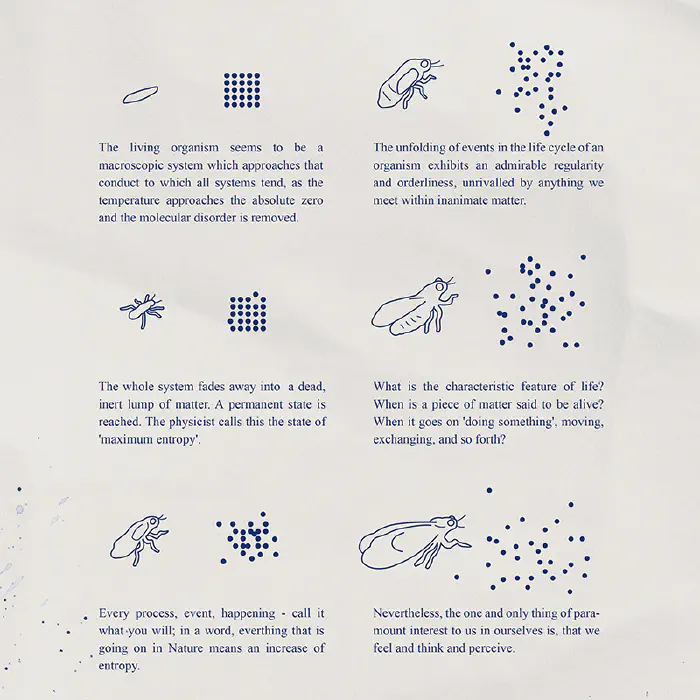 The living organism seems to be a
macroscopic system which approaches that
conduct to which all systems tend, as the
temperature approaches the absolute zero
and the molecular disorder is removed.
The whole system fades away into a dead,
inert lump of matter. A permanent state is
reached. The physicist calls this the state of
'maximum entropy'.
Every process, event, happening - call it
what-you will; in a word, everthing that is
going on in Nature means an increase of
entropy.
The unfolding of events in the life cycle of an
organism exhibits an admirable regularity
and orderliness, unrivalled by anything we
meet within inanimate matter.
What is the characteristic feature of life?
When is a piece of matter said to be alive?
When it goes on 'doing something', moving,
exchanging, and so forth?
Nevertheless, the one and only thing of para-
mount interest to us in ourselves is, that we
feel and think and perceive.